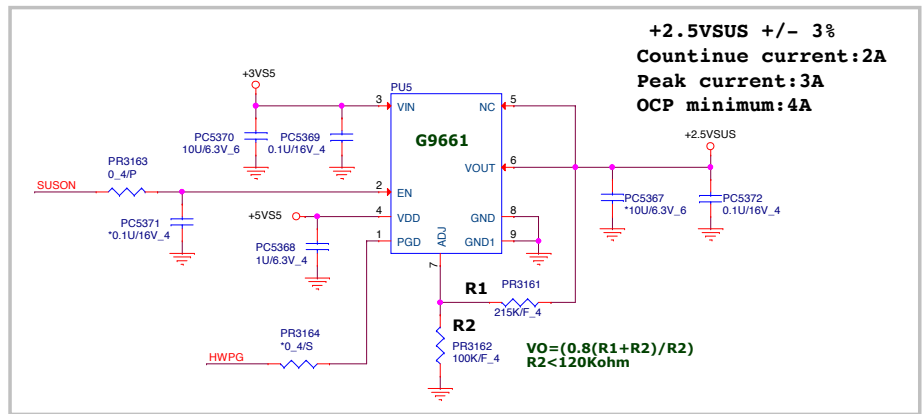 +2.5VSUS +/- 3%
Countinue current:2A
Peak current:3A
OCP minimum:4A
+3VS5
PU5
3
VIN
NC
5
PC5370
10U/6.3V_6
PC5369
0.1U/16V_4
G9661
+2.5VSUS
VOUT
6
PR3163
0_4/P
SUSON
2
EN
PC5367
*10U/6.3V_6
PC5372
0.1U/16V_4
PC5371
*0.1U/16V_4
+5VS5
4
VDD
GND
8
PC5368
1U/6.3V_4
1
PGD
ADJ
GND1
9
7
R1
PR3161
215K/F_4
R2
PR3162
100K/F_4
VO=(0.8(R1+R2)/R2)
R2<120Kohm
PR3164
*0_4/S
HWPG